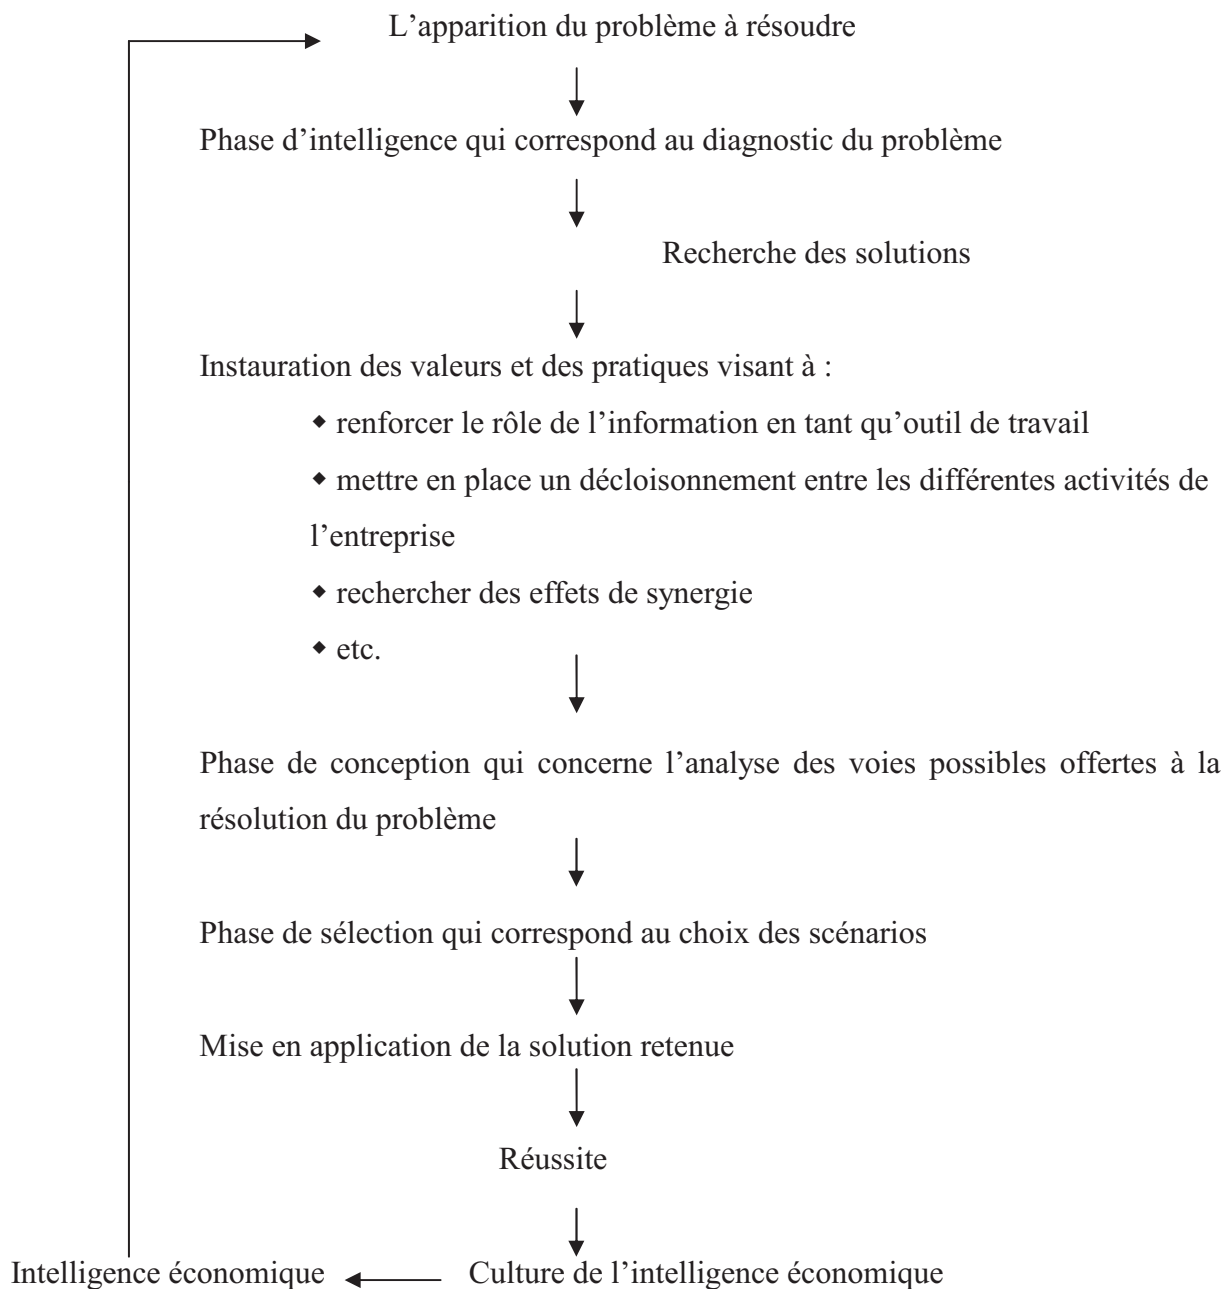 L’apparition du problème à résoudre
Phase d’intelligence qui correspond au diagnostic du problème
Recherche des solutions
Instauration des valeurs et des pratiques visant à :
◆ renforcer le rôle de l’information en tant qu’outil de travail
◆ mettre en place un décloisonnement entre les différentes activités de
l’entreprise
◆ rechercher des effets de synergie
◆ etc.
Phase de conception qui concerne l’analyse des voies possibles offertes à la
résolution du problème
Phase de sélection qui correspond au choix des scénarios
Mise en application de la solution retenue
Réussite
Intelligence économique Culture de l’intelligence économique